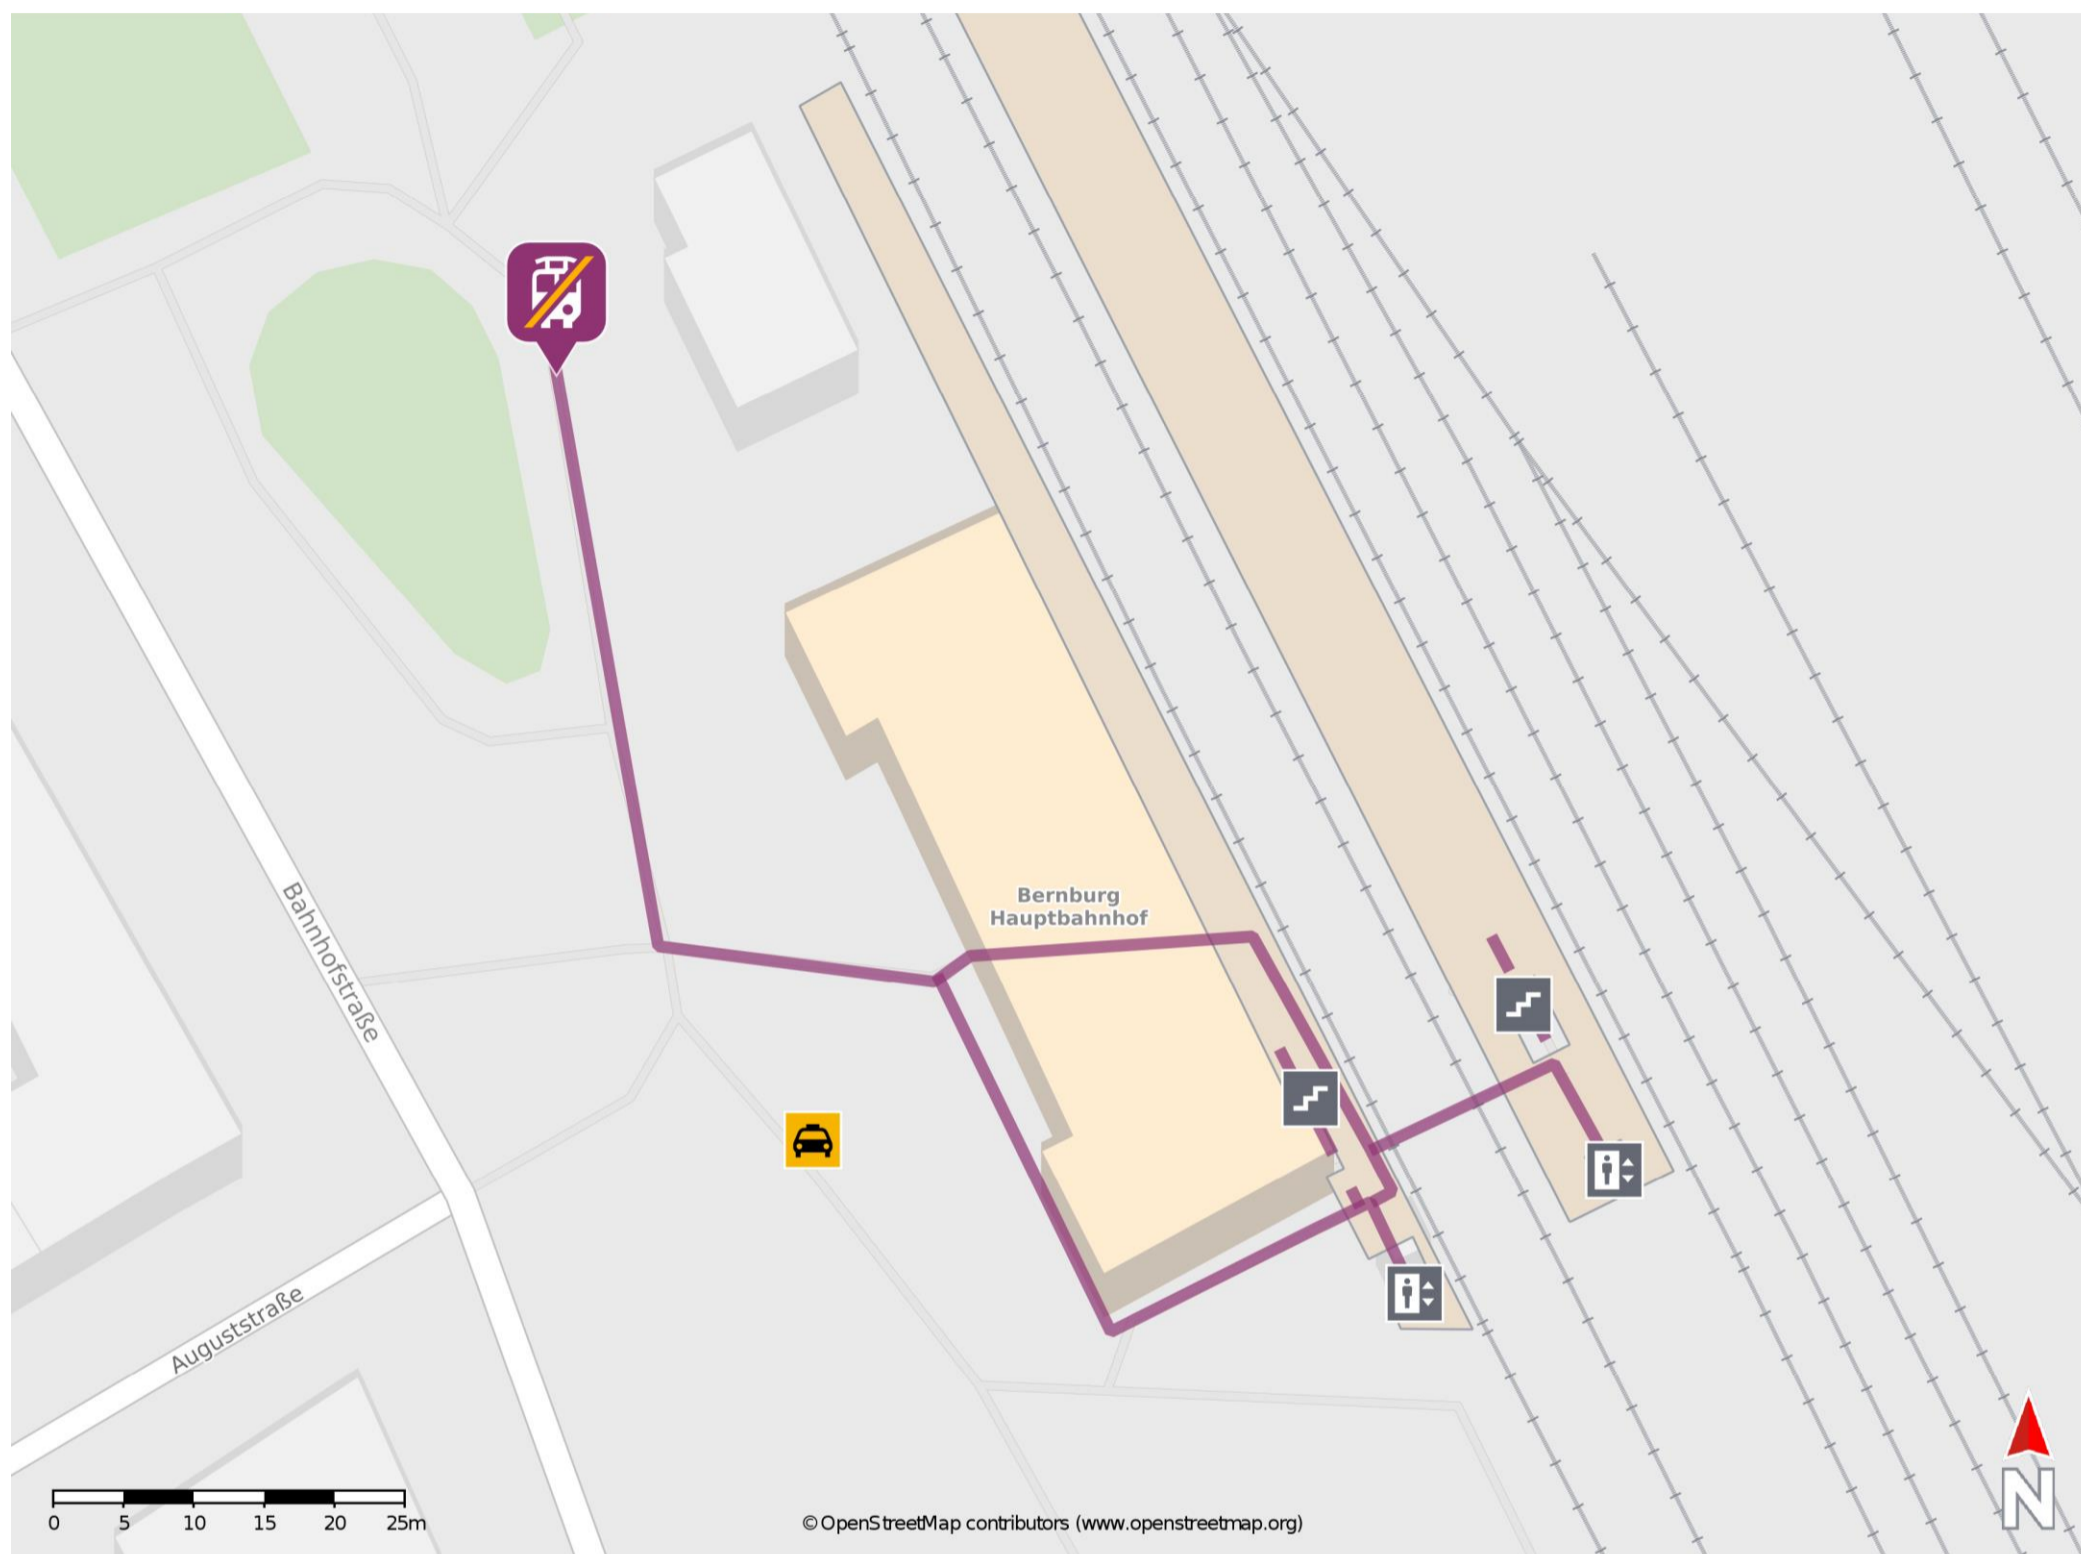 Bernburg
Hauptbahnhof
Bahnhofstraße
Auguststraße
0 5 10 15 20 25m
© OpenStreetMap contributors (www.openstreetmap.org)
N